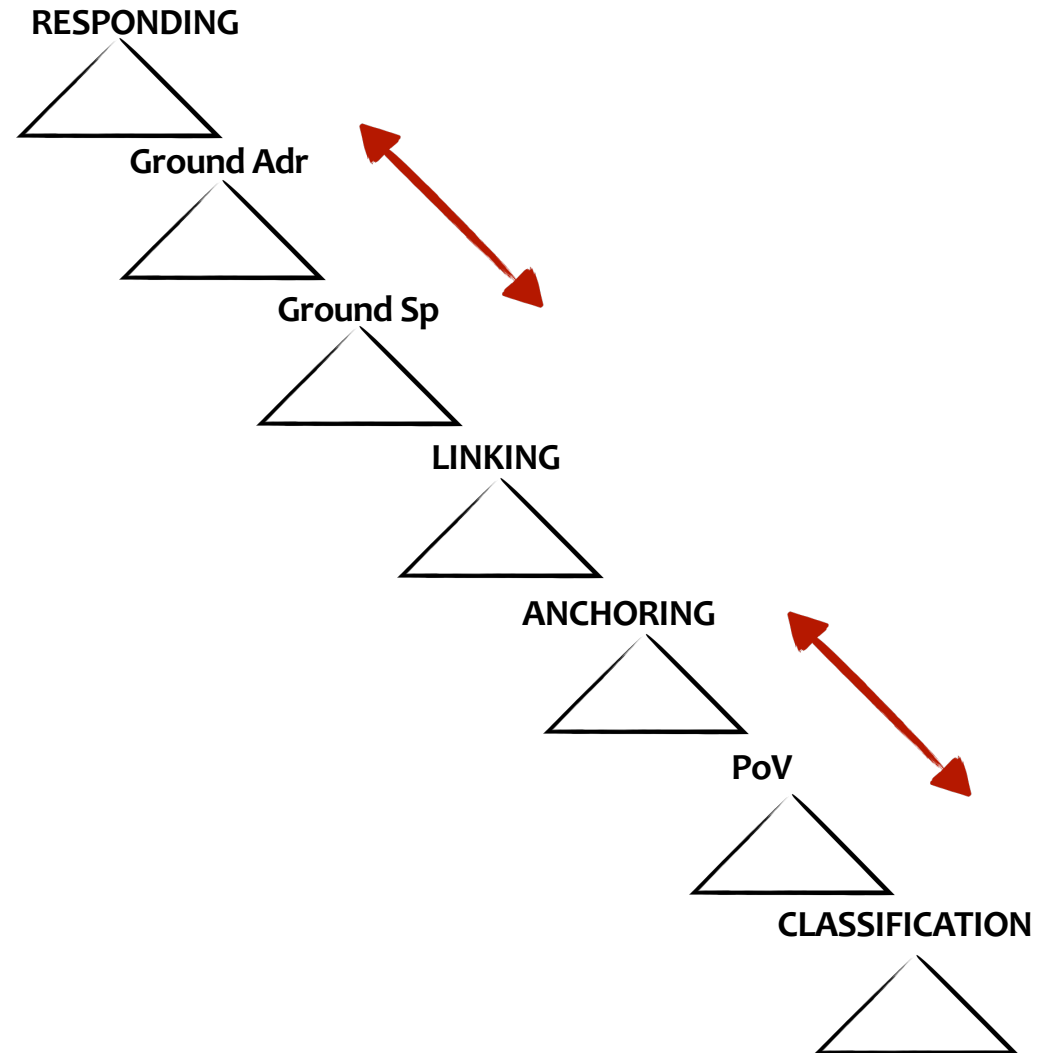 RESPONDING
Ground Adr
Ground Sp
LINKING
ANCHORING
PoV
CLASSIFICATION